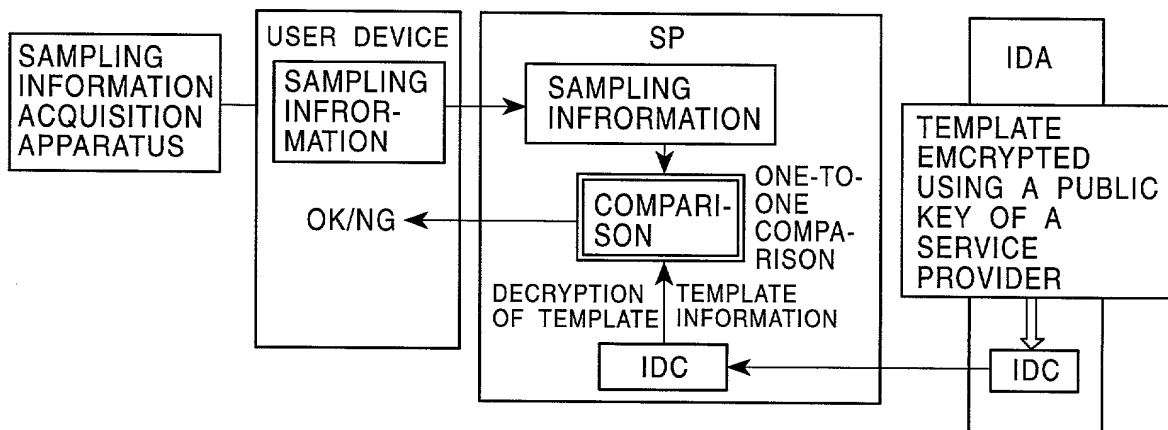 SAMPLING
INFORMATION
ACQUISITION
APPARATUS
USER DEVICE
SAMPLING
INFROR-
MATION
OK/NG
SP
SAMPLING
INFRORMATION
COMPARI-
SON
ONE-TO-
ONE
COMPA-
RISON
DECRYPTION
OF TEMPLATE
TEMPLATE
INFORMATION
IDC
IDA
TEMPLATE
EMCRYPTED
USING A PUBLIC
KEY OF A
SERVICE
PROVIDER
IDC